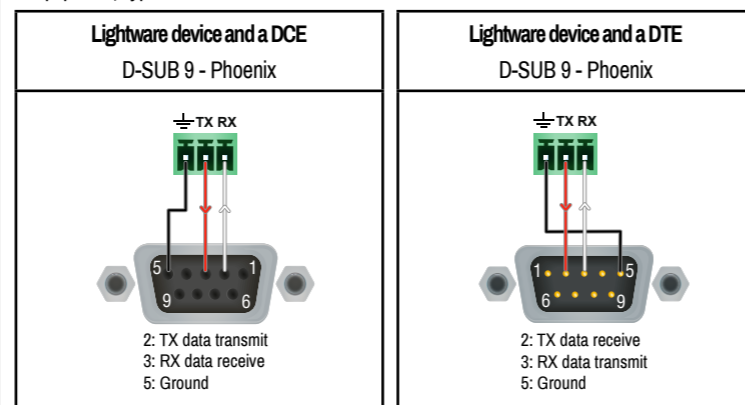 Lightware device and a DCE
D-SUB 9 - Phoenix
TX RX
5 1
9 6
2: TX data transmit
3: RX data receive
5: Ground
Lightware device and a DTE
D-SUB 9 - Phoenix
TX RX
1 5
6 9
2: TX data receive
3: RX data transmit
5: Ground